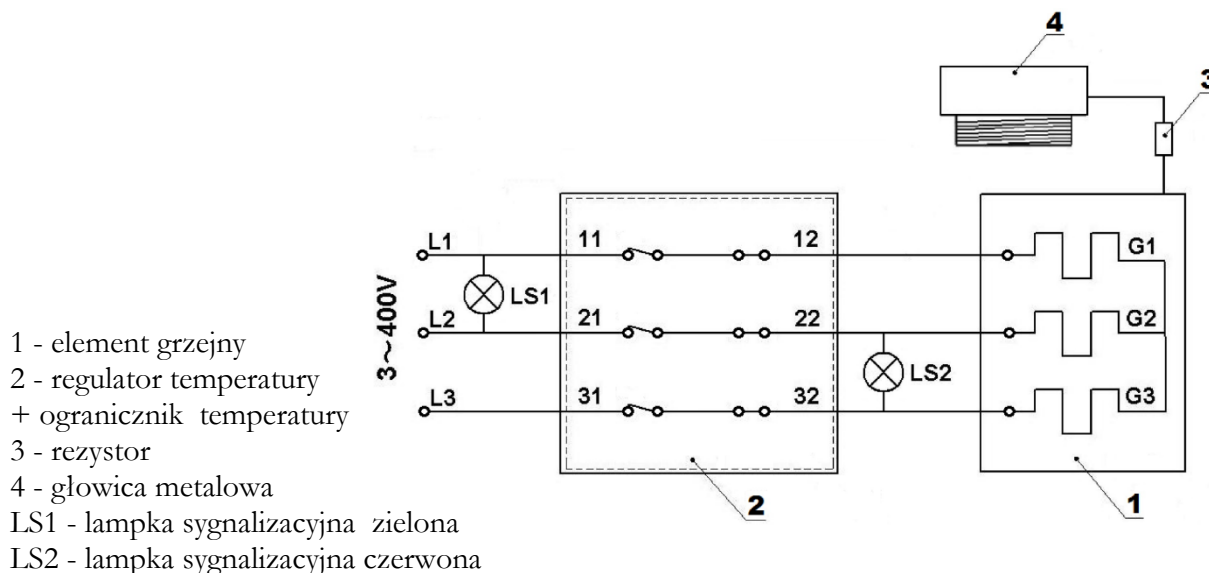 4
3
L1 11 12 G1
LS1
3~400V
L2 21 22 G2
LS2
L3 31 32 G3
2
1
1 - element grzejny
2 - regulator temperatury
+ ogranicznik temperatury
3 - rezystor
4 - głowica metalowa
LS1 - lampka sygnalizacyjna zielona
LS2 - lampka sygnalizacyjna czerwona